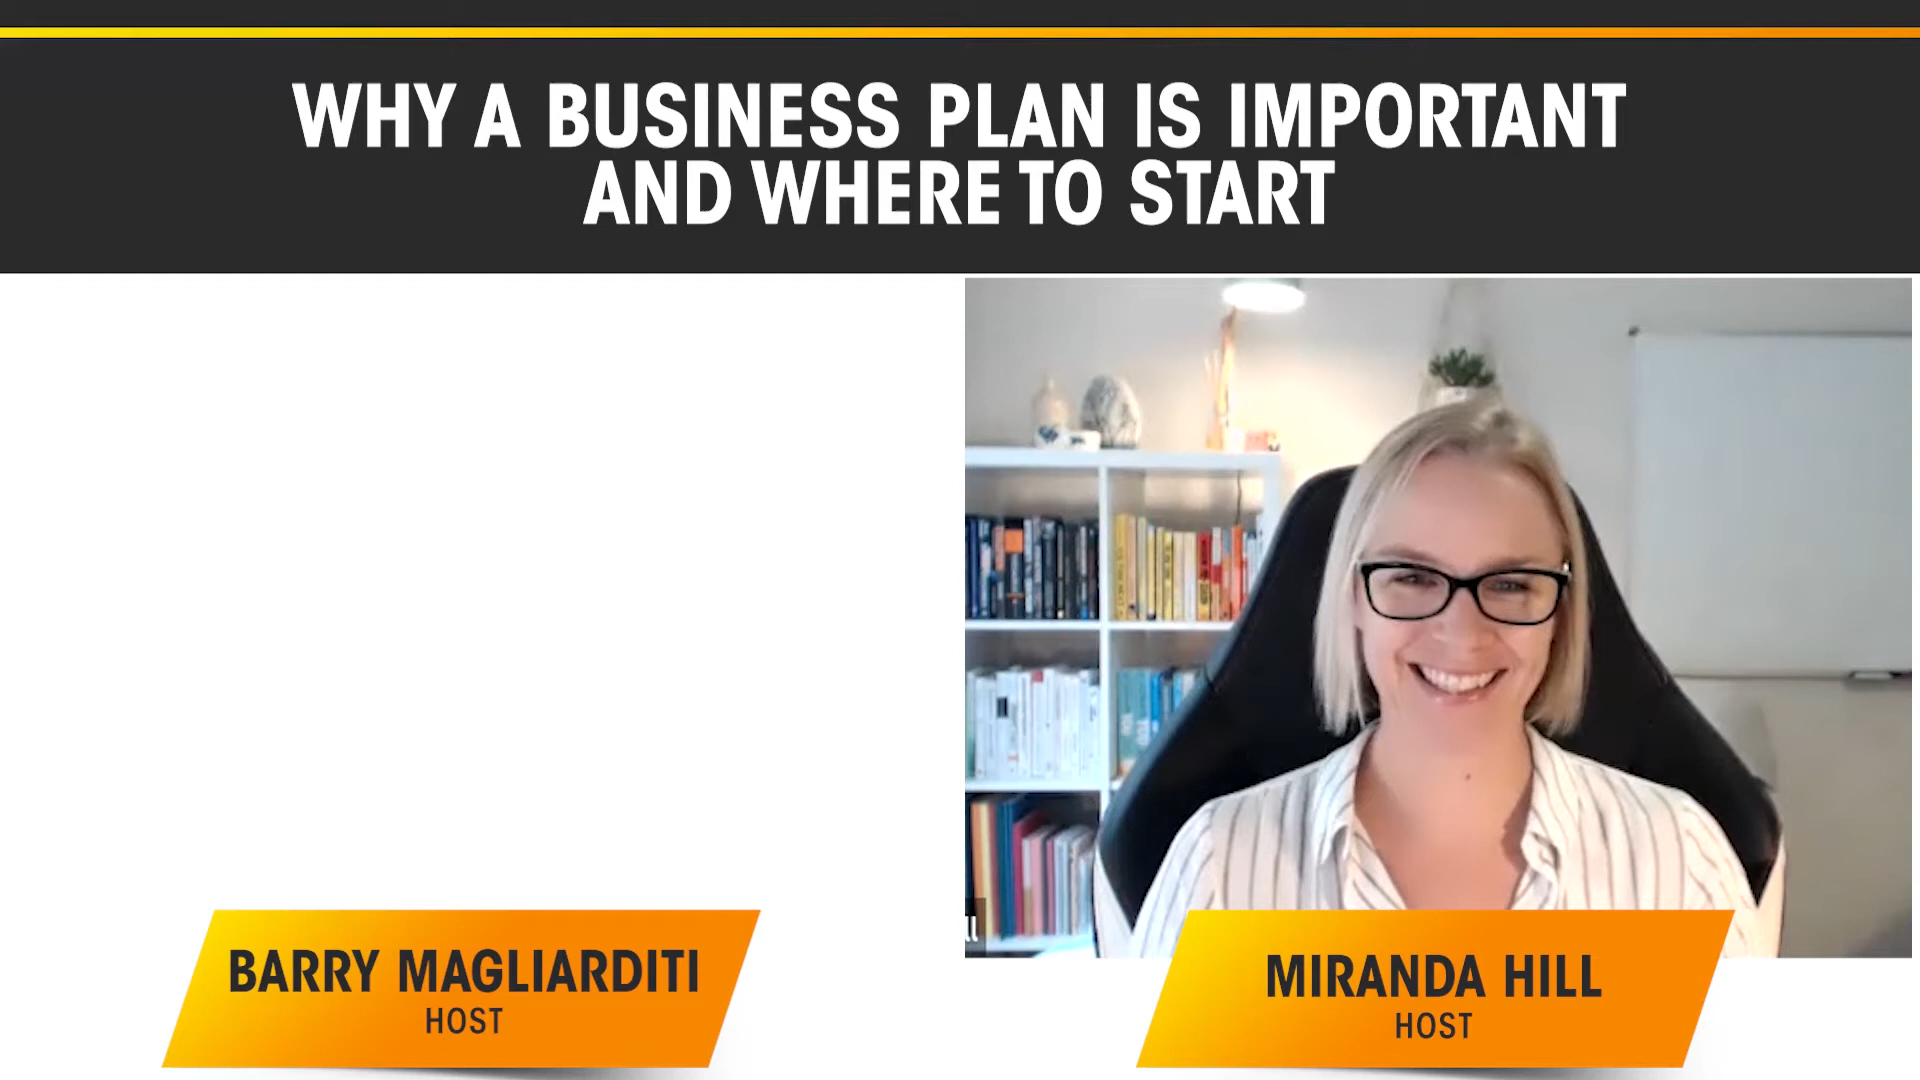 WHY A BUSINESS PLAN IS IMPORTANT
AND WHERE TO START
BARRY MAGLIARDITI
HOST
MIRANDA HILL
HOST